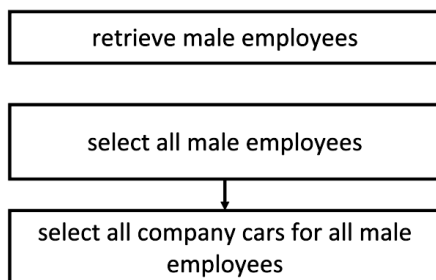 retrieve male employees
select all male employees
select all company cars for all male
employees